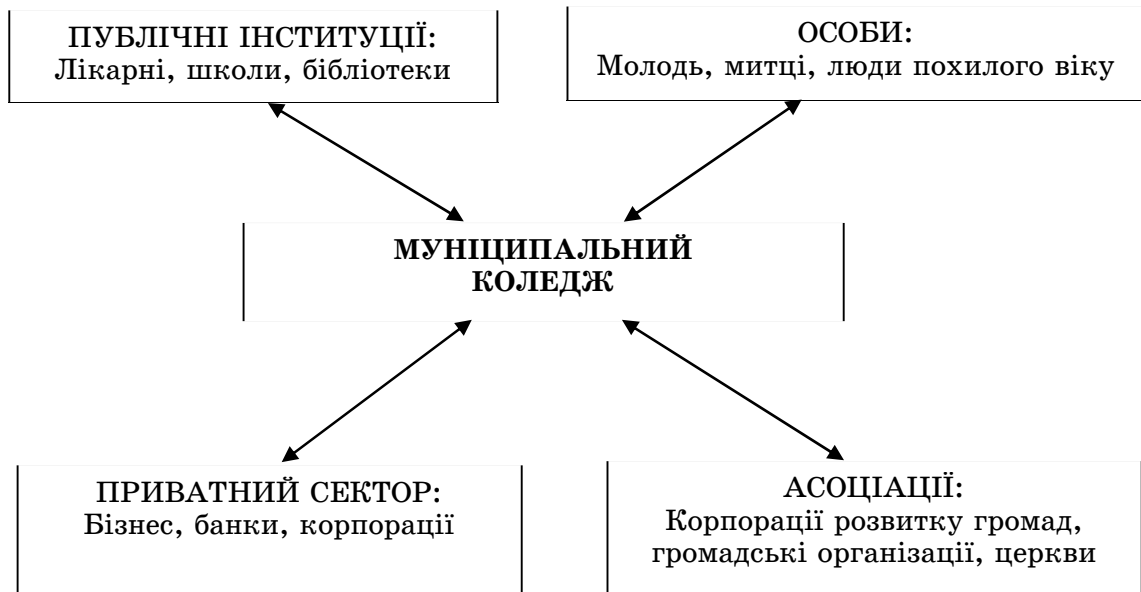 ПУБЛІЧНІ ІНСТИТУЦІЇ:
Лікарні, школи, бібліотеки
ОСОБИ:
Молодь, митці, люди похилого віку
МУНІЦИПАЛЬНИЙ
КОЛЕДЖ
ПРИВАТНИЙ СЕКТОР:
Бізнес, банки, корпорації
АСОЦІАЦІЇ:
Корпорації розвитку громад,
громадські організації, церкви